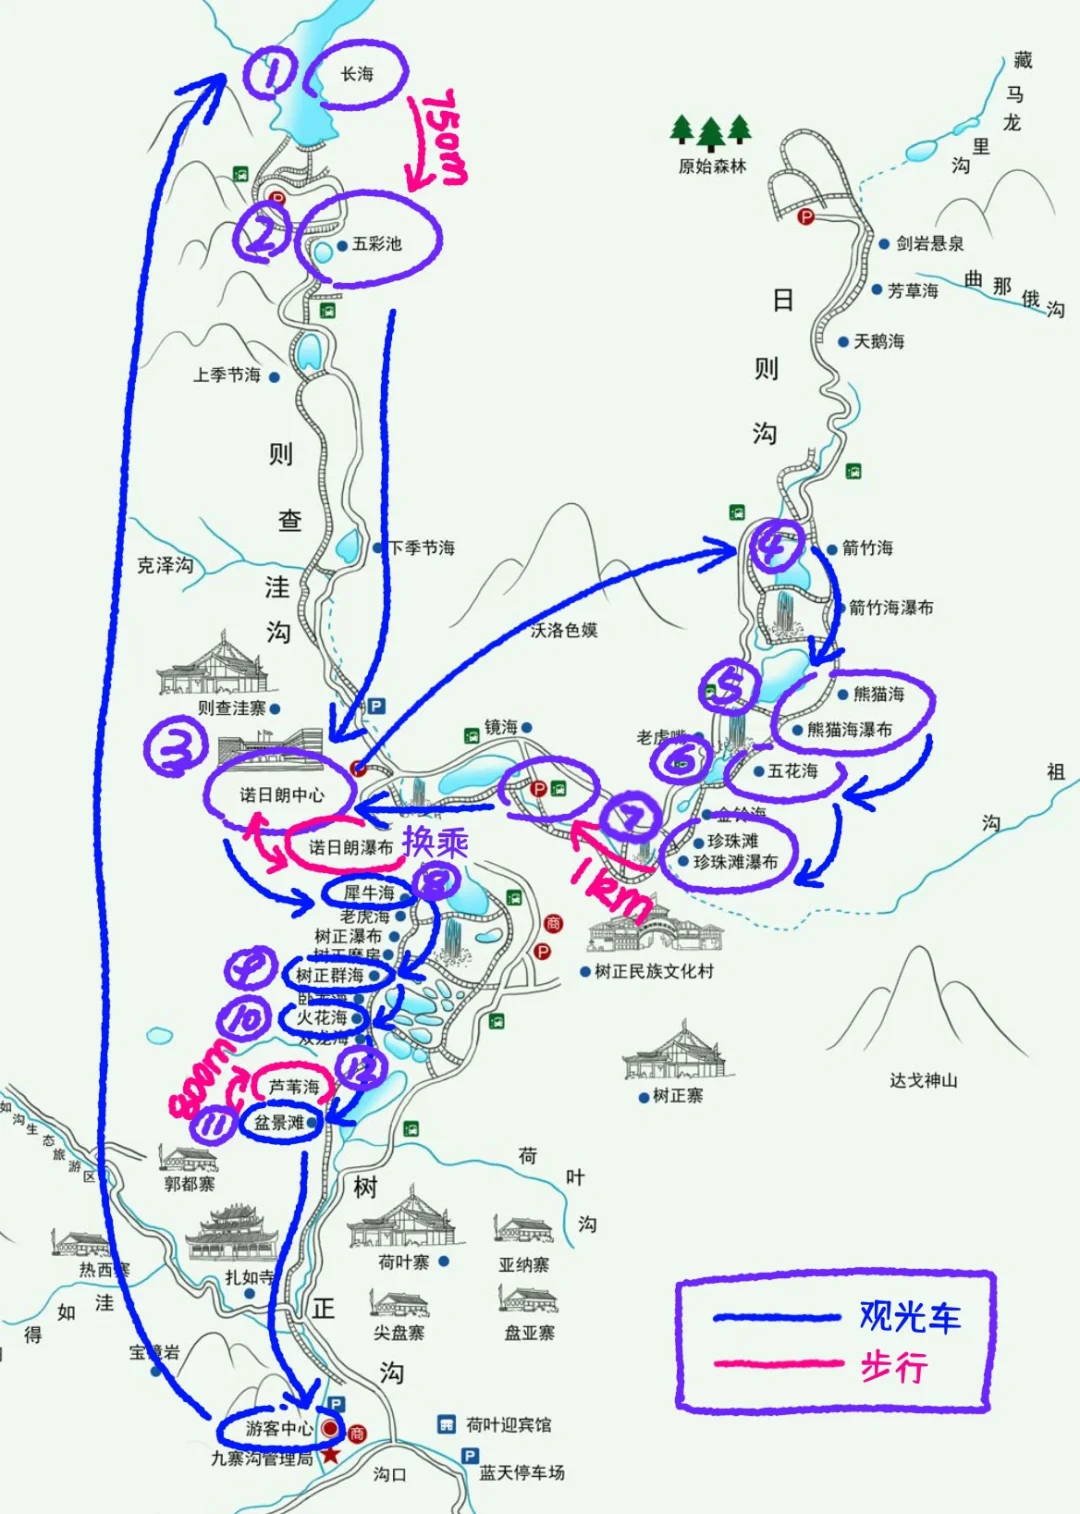 藏
马
龙
里
沟
①
长海
750m
原始森林
②
五彩池
剑岩悬泉
芳草海
曲那俄沟
天鹅海
日
则
沟
上季节海
则
查
洼
沟
下季节海
克泽沟
④
箭竹海
箭竹海瀑布
沃洛色嫫
则查洼寨
⑤
熊猫海
熊猫海瀑布
镜海
老虎嘴
③
⑥
五花海
诺日朗中心
祖
沟
⑦
金铃海
珍珠滩
珍珠滩瀑布
诺日朗瀑布
换乘
1km
犀牛海
⑧
老虎海
树正瀑布
树正磨房
商
树正民族文化村
⑨
树正群海
卧龙海
⑩
火花海
双龙海
⑫
800m
芦苇海
⑪
盆景滩
树正寨
达戈神山
如
沟
生
态
旅
游
区
郭都寨
荷
叶
沟
树
正
沟
荷叶寨
亚纳寨
热西寨
扎如寺
尖盘寨
盘亚寨
洼
如
得
宝镜岩
观光车
步行
游客中心
商
九寨沟管理局
荷叶迎宾馆
蓝天停车场
沟口